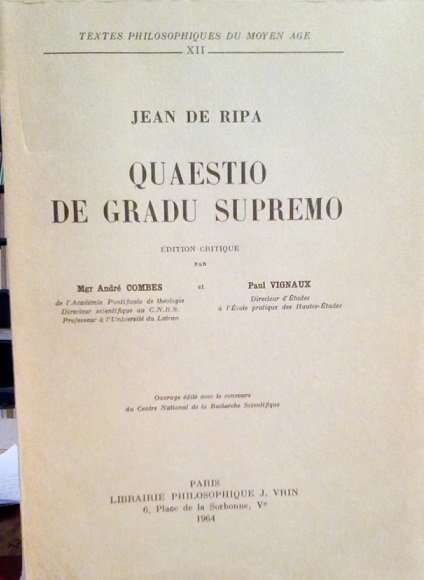 TEXTES PHILOSOPHIQUES DU MOYEN AGE
XII
JEAN DE RIPA
QUAESTIO
DE GRADU SUPREMO
EDITION CRITIQUE
PAR
Mgr André COMBES et Paul VIGNAUX
de l'Académie Pontificale de théologie
Directeur scientifique au C.N.R.S.
Professeur à l'Université du Latran.
Directeur d'Études
à l'École pratique des Hautes-Études
Ouvrage édité avec le concours
du Centre National de la Recherche Scientifique
PARIS
LIBRAIRIE PHILOSOPHIQUE J. VRIN
6, Place de la Sorbonne, Ve
1964